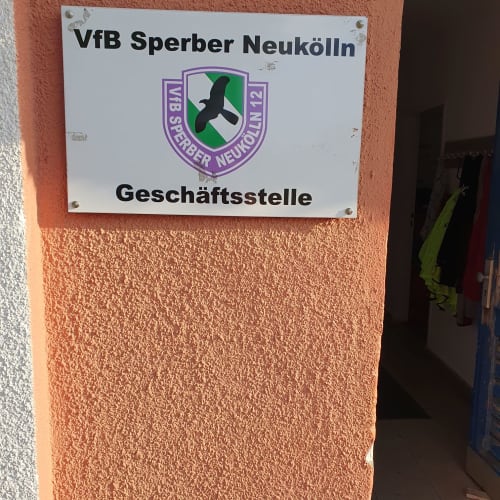 VfB Sperber Neukölln
VfB SPERBER NEUKÖLLN 12
Geschäftsstelle